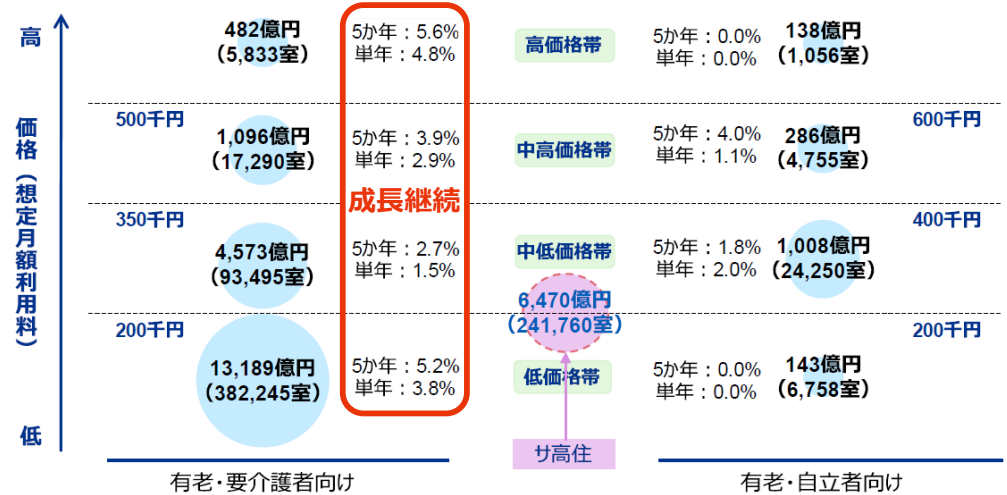 高
価格（想定月額利用料）
低
482億円
（5,833室）
5か年：5.6%
単年：4.8%
高価格帯
5か年：0.0%
単年：0.0%
138億円
（1,056室）
500千円
600千円
1,096億円
（17,290室）
5か年：3.9%
単年：2.9%
中高価格帯
5か年：4.0%
単年：1.1%
286億円
（4,755室）
成長継続
350千円
400千円
4,573億円
（93,495室）
5か年：2.7%
単年：1.5%
中低価格帯
5か年：1.8%
単年：2.0%
1,008億円
（24,250室）
6,470億円
（241,760室）
200千円
200千円
13,189億円
（382,245室）
5か年：5.2%
単年：3.8%
低価格帯
5か年：0.0%
単年：0.0%
143億円
（6,758室）
サ高住
有老・要介護者向け
有老・自立者向け